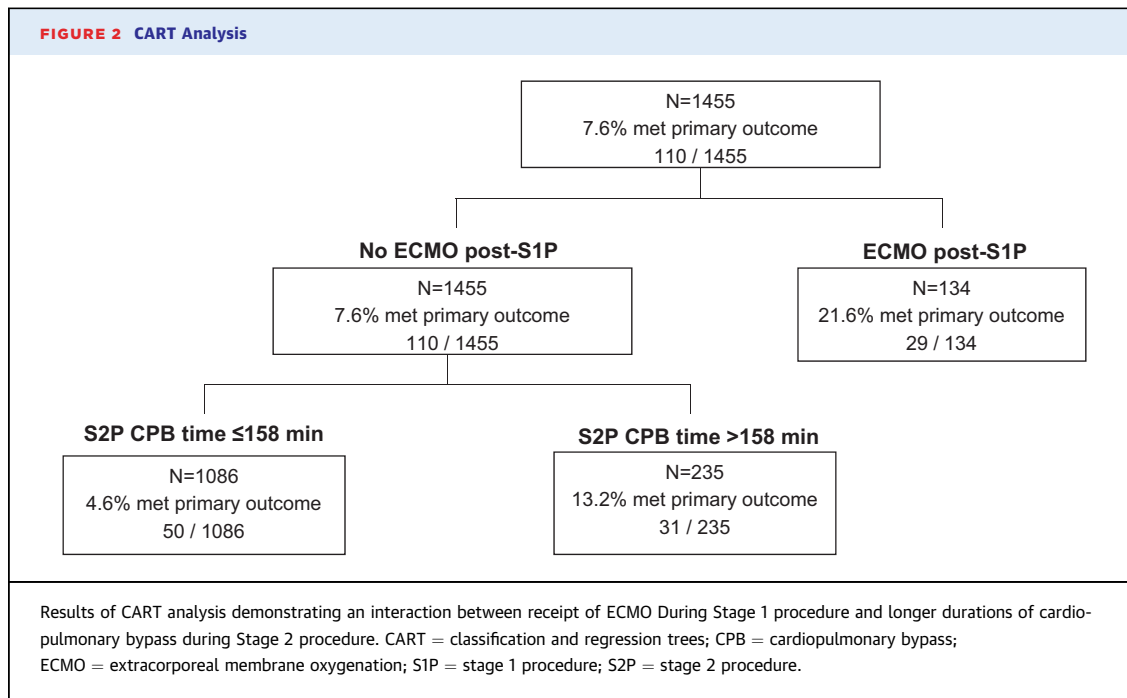 FIGURE 2 CART Analysis
N=1455
7.6% met primary outcome
110 / 1455
No ECMO post-S1P
N=1455
7.6% met primary outcome
110 / 1455
ECMO post-S1P
N=134
21.6% met primary outcome
29 / 134
S2P CPB time ≤158 min
N=1086
4.6% met primary outcome
50 / 1086
S2P CPB time >158 min
N=235
13.2% met primary outcome
31 / 235
Results of CART analysis demonstrating an interaction between receipt of ECMO During Stage 1 procedure and longer durations of cardio-
pulmonary bypass during Stage 2 procedure. CART = classification and regression trees; CPB = cardiopulmonary bypass;
ECMO = extracorporeal membrane oxygenation; S1P = stage 1 procedure; S2P = stage 2 procedure.